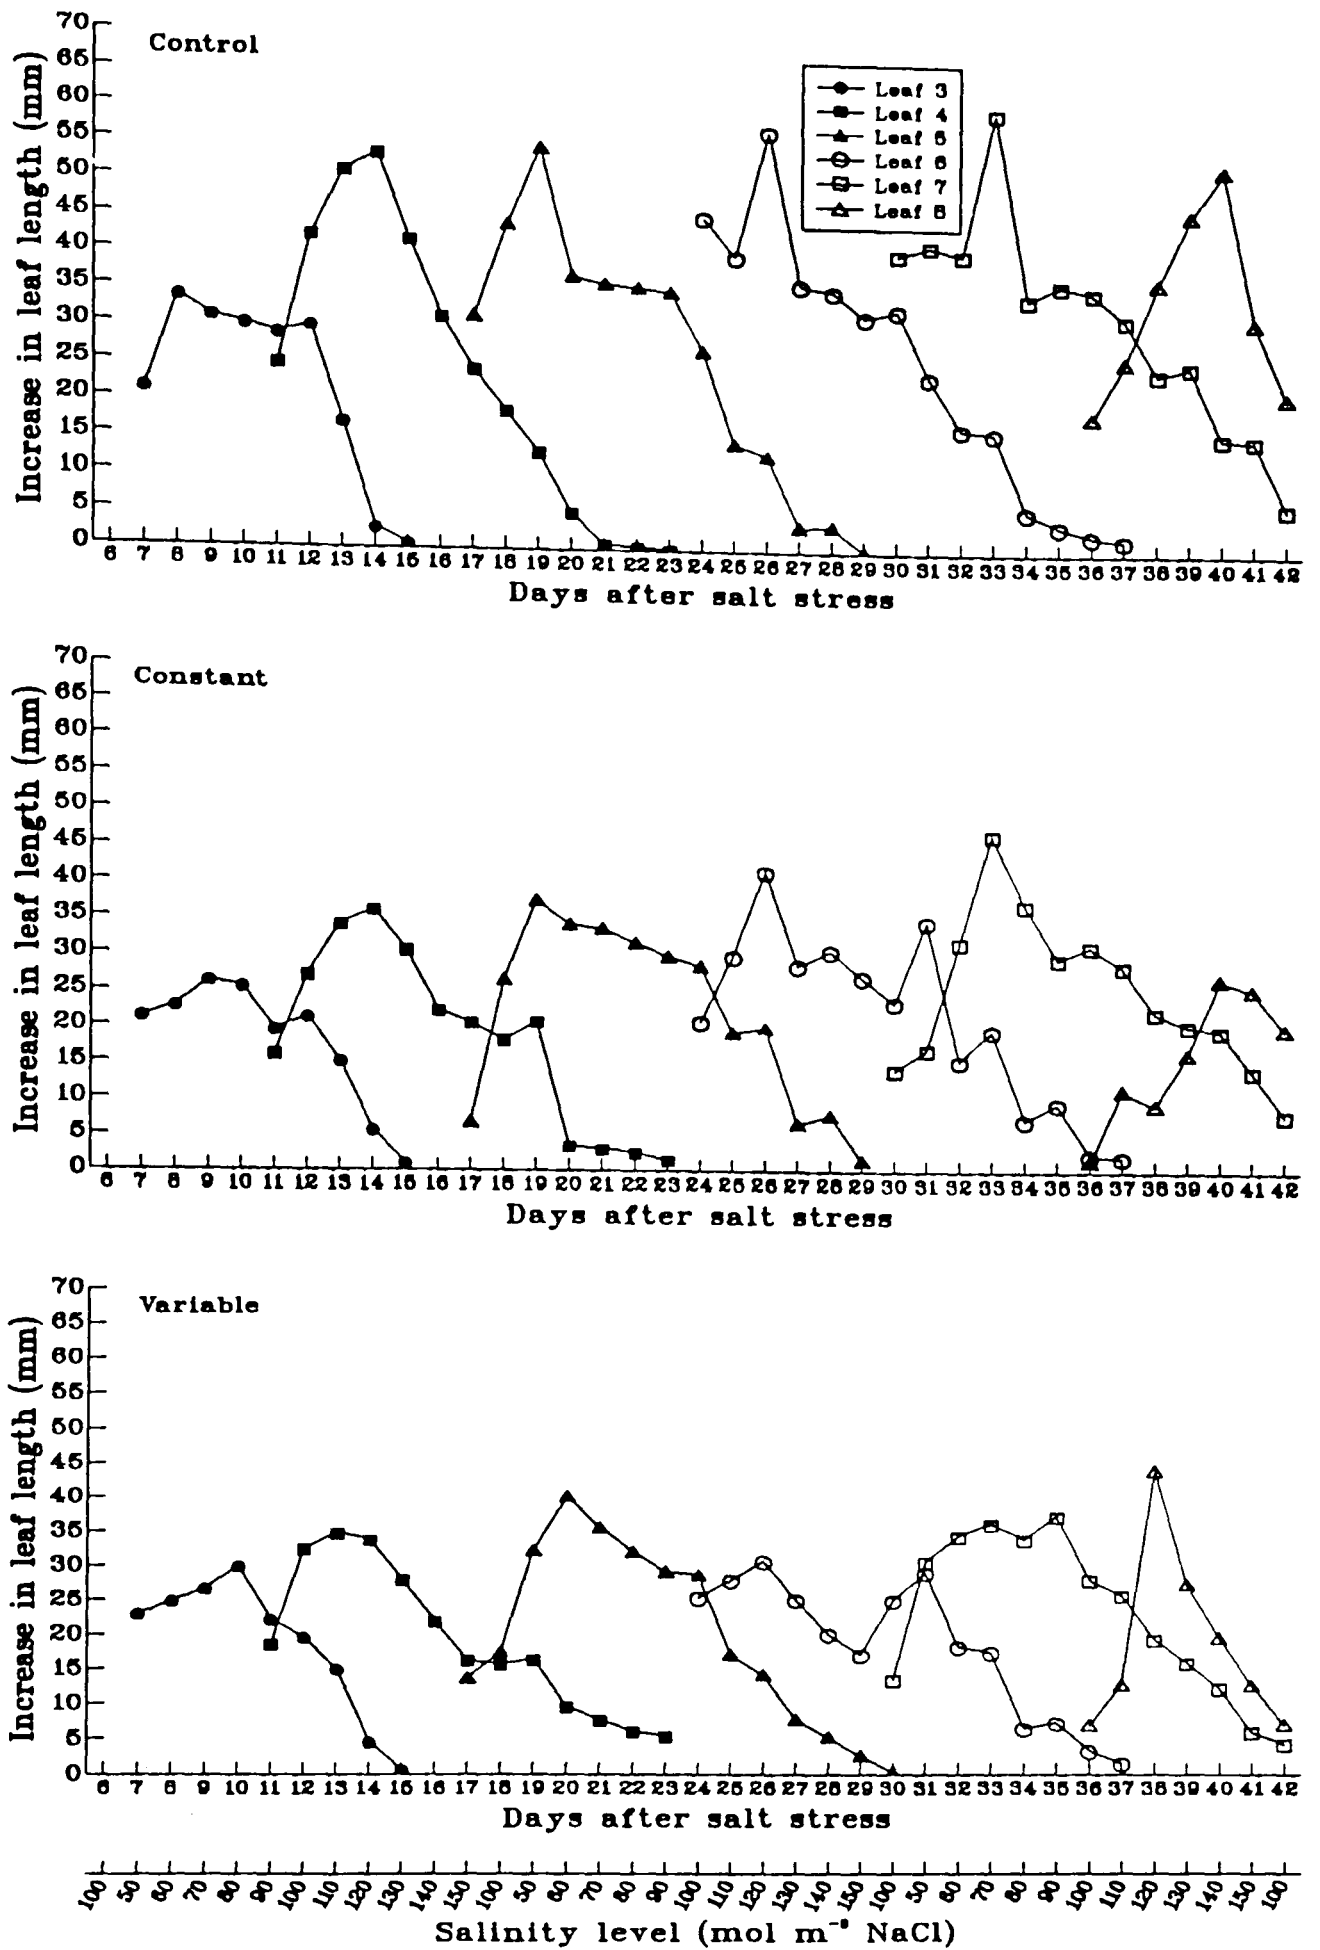 Control
Increase in leaf length (mm)
70
65
60
55
50
45
40
35
30
25
20
15
10
5
0
Leaf 3
Leaf 4
Leaf 5
Leaf 6
Leaf 7
Leaf 8
6 7 8 9 10 11 12 13 14 15 16 17 18 19 20 21 22 23 24 25 26 27 28 29 30 31 32 33 34 35 36 37 38 39 40 41 42
Days after salt stress
Constant
Increase in leaf length (mm)
70
65
60
55
50
45
40
35
30
25
20
15
10
5
0
6 7 8 9 10 11 12 13 14 15 16 17 18 19 20 21 22 23 24 25 26 27 28 29 30 31 32 33 34 35 36 37 38 39 40 41 42
Days after salt stress
Variable
Increase in leaf length (mm)
70
65
60
55
50
45
40
35
30
25
20
15
10
5
0
6 7 8 9 10 11 12 13 14 15 16 17 18 19 20 21 22 23 24 25 26 27 28 29 30 31 32 33 34 35 36 37 38 39 40 41 42
Days after salt stress
100 50 60 70 80 90 100 110 120 130 140 150 100 50 60 70 80 90 100 110 120 130 140 150 100 50 60 70 80 90 100 110 120 130 140 150 100
Salinity level (mol m⁻³ NaCl)